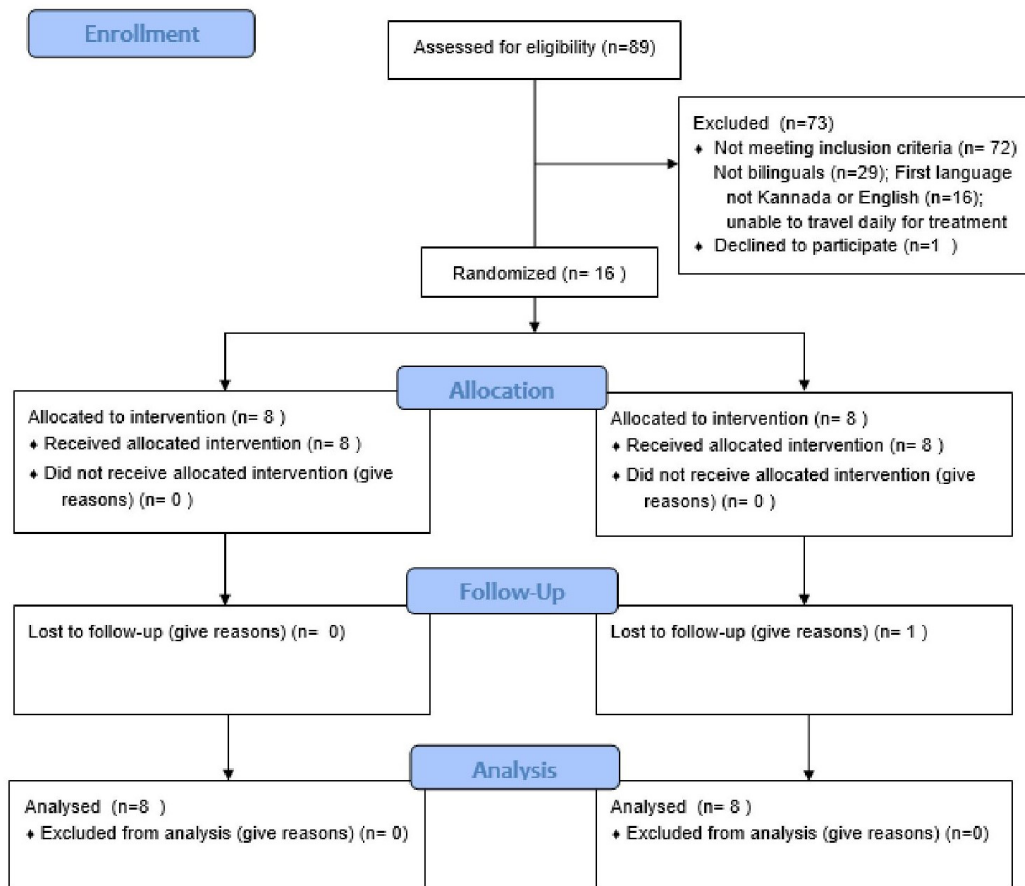 Enrollment
Assessed for eligibility (n=89)
Excluded (n=73)
♦ Not meeting inclusion criteria (n= 72)
Not bilinguals (n=29); First language
not Kannada or English (n=16);
unable to travel daily for treatment
♦ Declined to participate (n=1 )
Randomized (n= 16 )
Allocation
Allocated to intervention (n= 8 )
♦ Received allocated intervention (n= 8 )
♦ Did not receive allocated intervention (give
reasons) (n= 0 )
Allocated to intervention (n= 8 )
♦ Received allocated intervention (n= 8 )
♦ Did not receive allocated intervention (give
reasons) (n= 0 )
Follow-Up
Lost to follow-up (give reasons) (n= 0)
Lost to follow-up (give reasons) (n= 1 )
Analysis
Analysed (n=8 )
♦ Excluded from analysis (give reasons) (n= 0)
Analysed (n= 8 )
♦ Excluded from analysis (give reasons) (n=0)